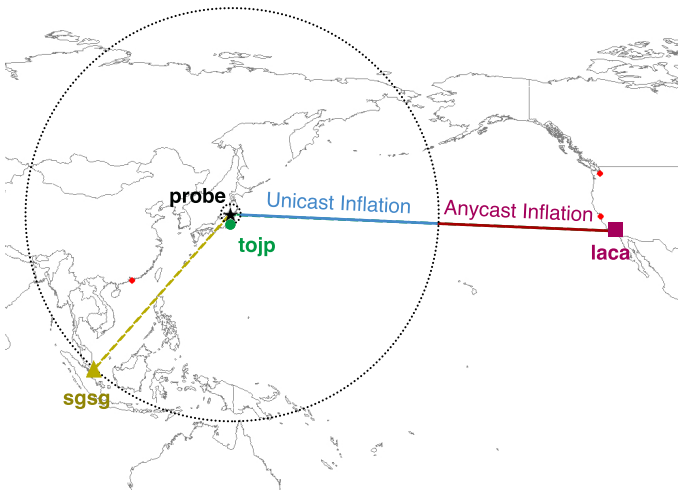 probe
Unicast Inflation
Anycast Inflation
tojp
laca
sgsg